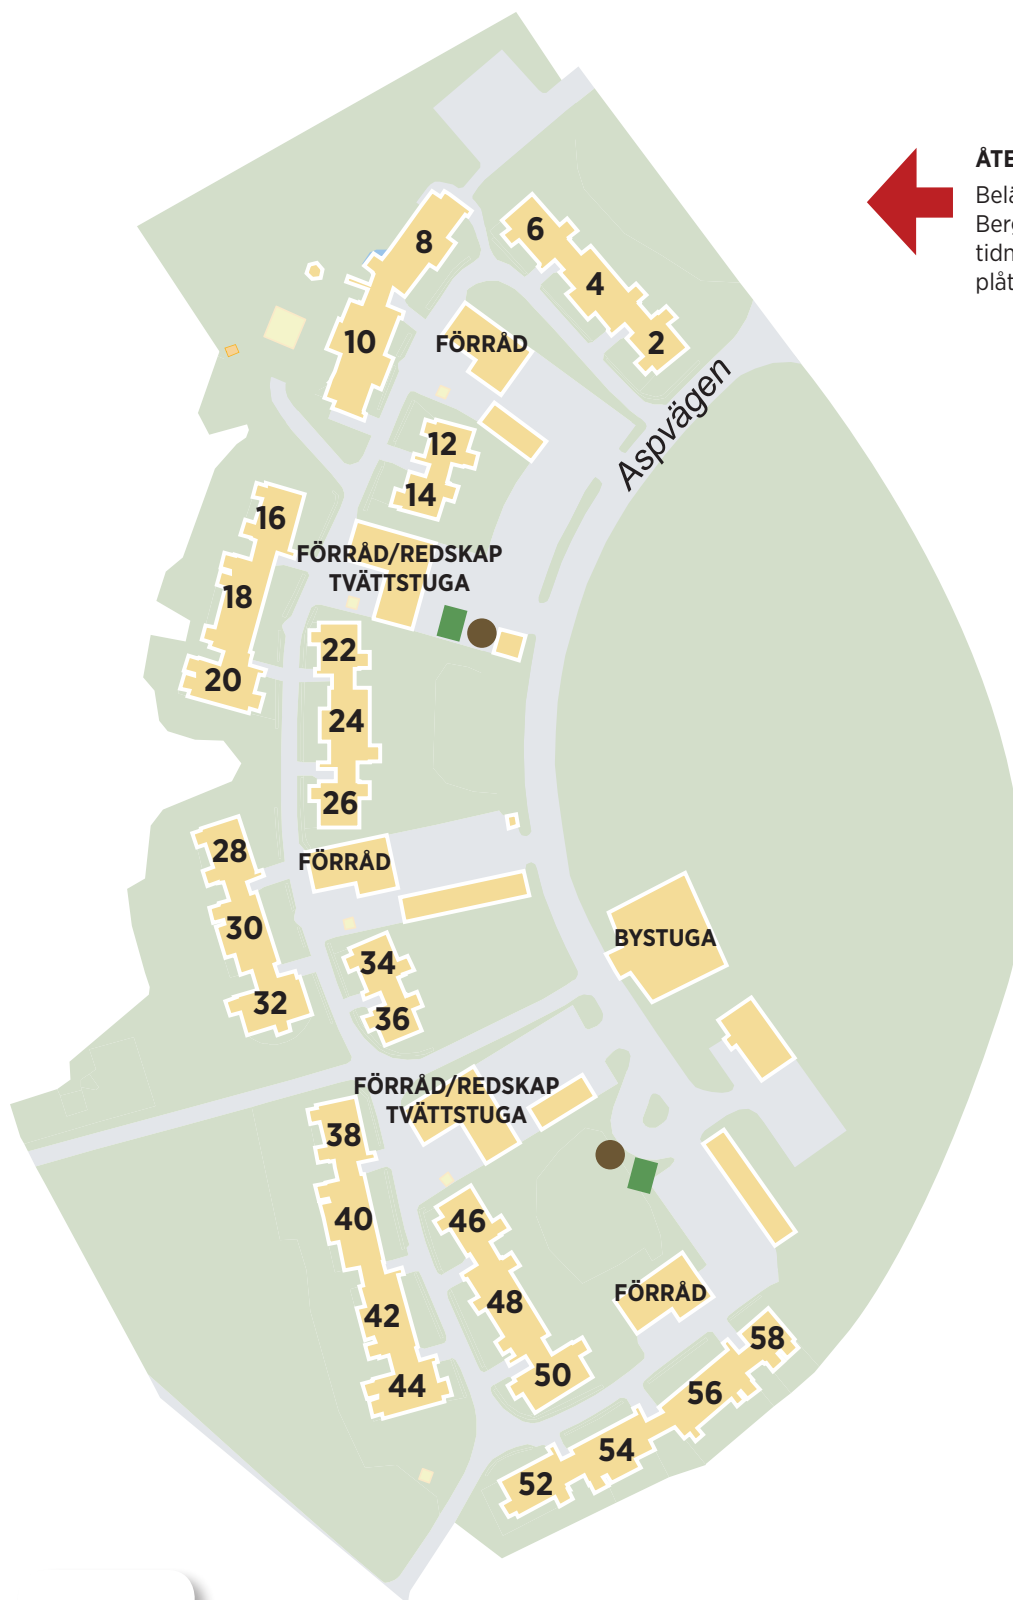 ÅTE
Belä
Berg
tidn
plåt
8
6
4
2
10
FÖRRÅD
Aspvägen
12
14
16
FÖRRÅD/REDSKAP
TVÄTTSTUGA
18
22
20
24
26
28
FÖRRÅD
30
BYSTUGA
34
32
36
FÖRRÅD/REDSKAP
TVÄTTSTUGA
38
40
46
48
FÖRRÅD
42
44
50
58
56
54
52